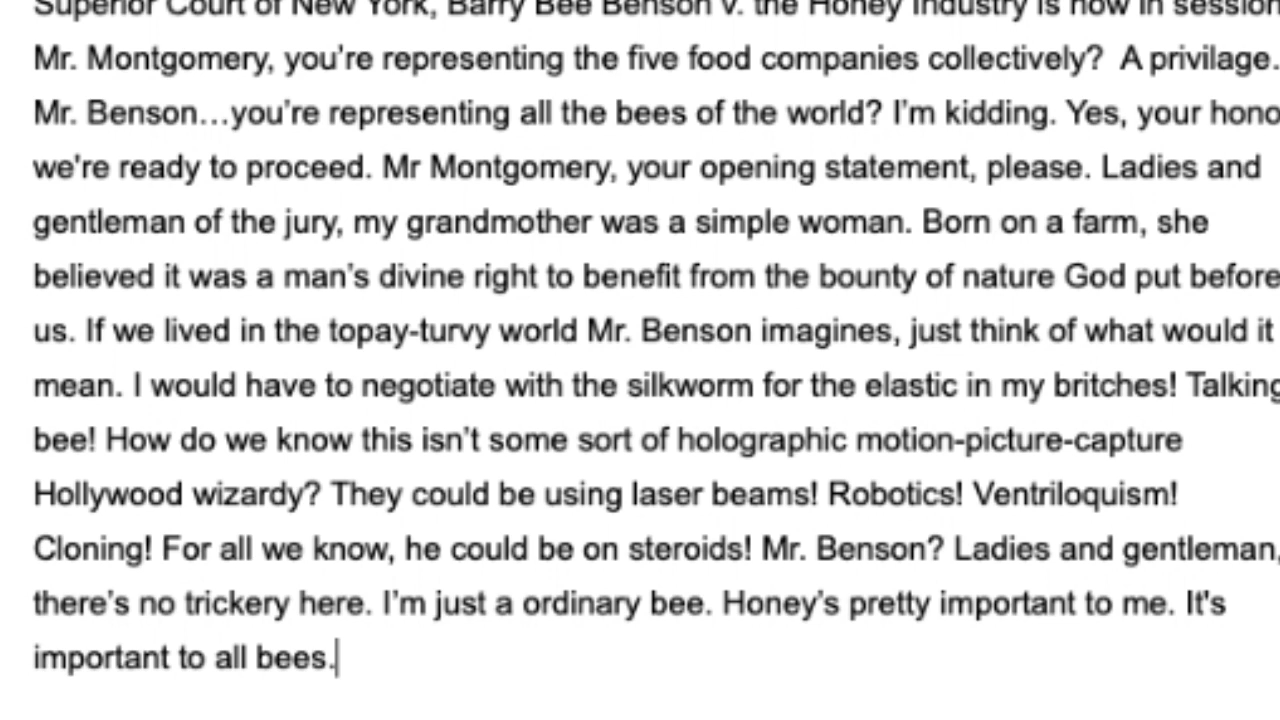 Superior Court of New York, Barry Bee Benson v. the Honey Industry is now in session
Mr. Montgomery, you're representing the five food companies collectively?  A privilage.
Mr. Benson…you're representing all the bees of the world? I'm kidding. Yes, your hono
we're ready to proceed. Mr Montgomery, your opening statement, please. Ladies and
gentleman of the jury, my grandmother was a simple woman. Born on a farm, she
believed it was a man's divine right to benefit from the bounty of nature God put before
us. If we lived in the topay-turvy world Mr. Benson imagines, just think of what would it
mean. I would have to negotiate with the silkworm for the elastic in my britches! Talking
bee! How do we know this isn't some sort of holographic motion-picture-capture
Hollywood wizardy? They could be using laser beams! Robotics! Ventriloquism!
Cloning! For all we know, he could be on steroids! Mr. Benson? Ladies and gentleman,
there's no trickery here. I'm just a ordinary bee. Honey's pretty important to me. It's
important to all bees.